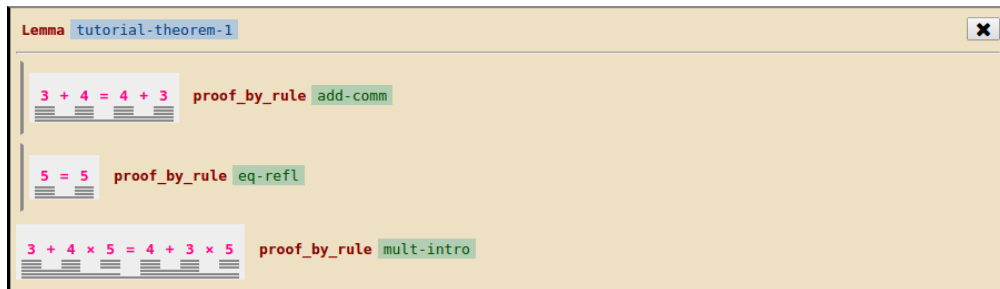 Lemma tutorial-theorem-1
3 + 4 = 4 + 3 proof_by_rule add-comm
5 = 5 proof_by_rule eq-refl
3 + 4 × 5 = 4 + 3 × 5 proof_by_rule mult-intro